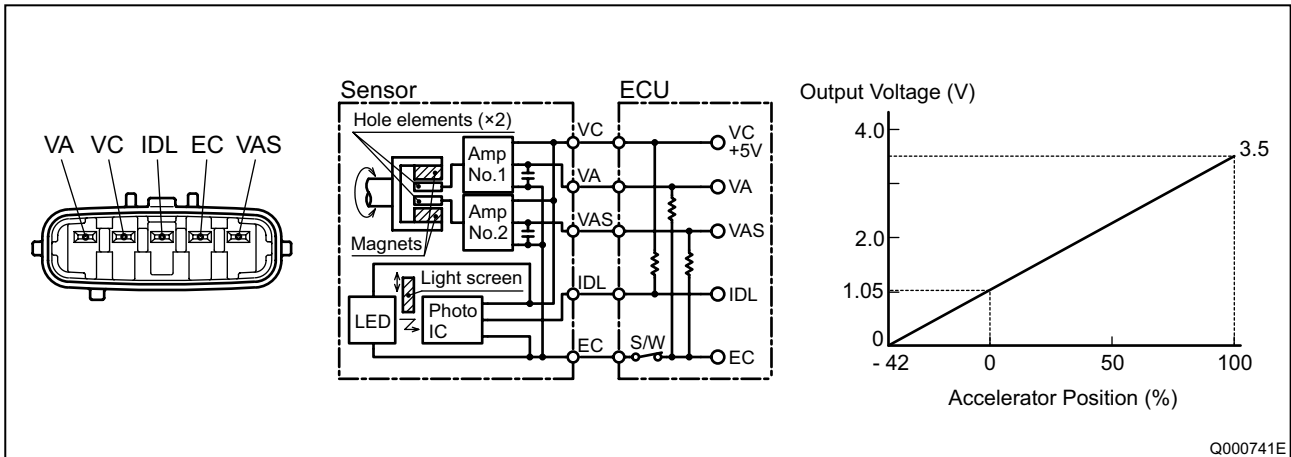 VA VC IDL EC VAS
Sensor
ECU
Hole elements (×2)
Amp
No.1
Amp
No.2
Magnets
Light screen
LED
Photo
IC
VC
VA
VAS
IDL
EC
S/W
VC
+5V
VA
VAS
IDL
EC
Output Voltage (V)
4.0
3.5
2.0
1.05
0
- 42 0 50 100
Accelerator Position (%)
Q000741E